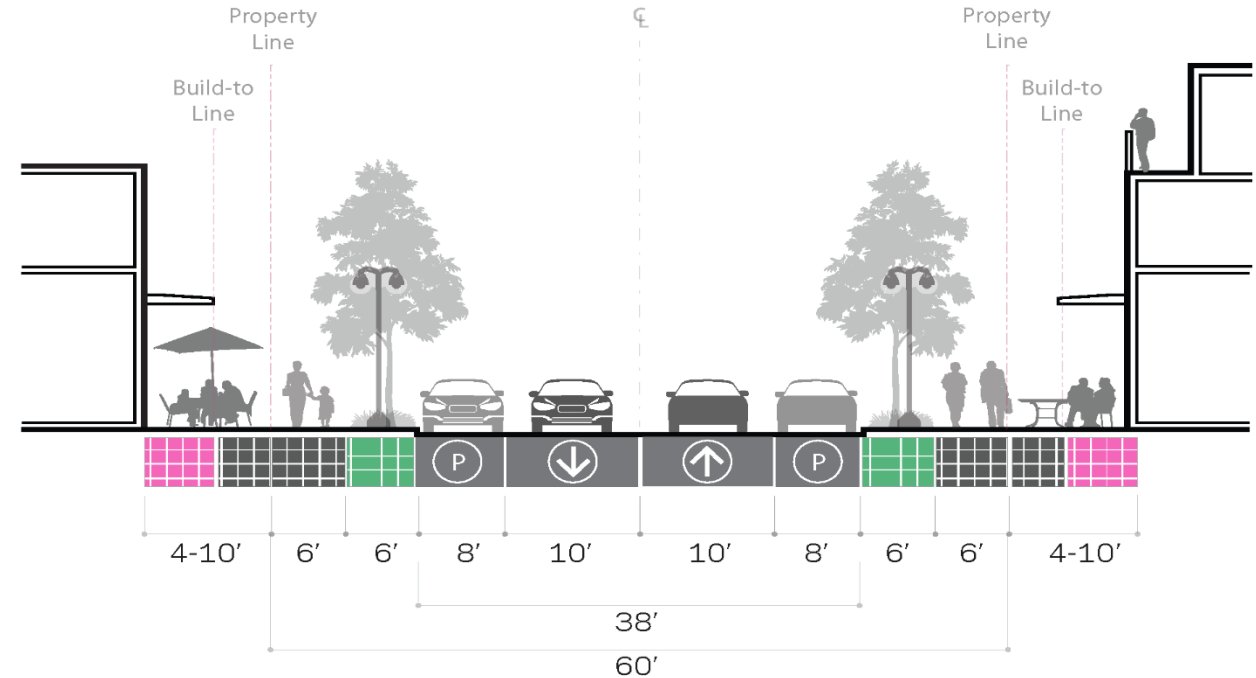 Property
Line
℄
Property
Line
Build-to
Line
Build-to
Line
P
P
4-10’ 6’ 6’ 8’ 10’ 10’ 8’ 6’ 6’ 4-10’
38’
60’